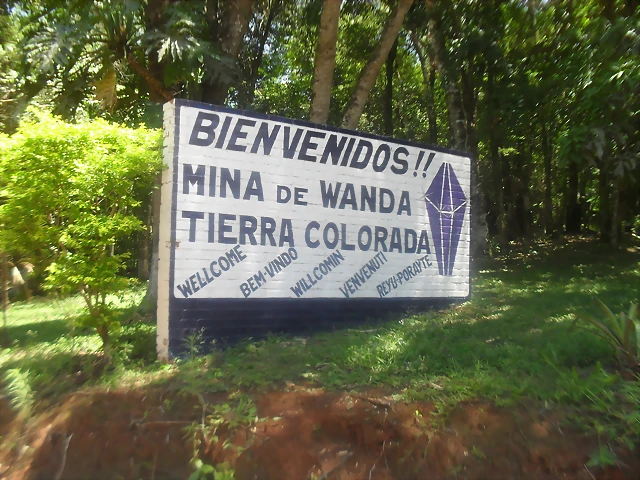 BIENVENIDOS!!
MINA DE WANDA
TIERRA COLORADA
WELLCOME
BEM-VINDO
WILLCOMIN
VENVENUTI
REYU-PORAYTE